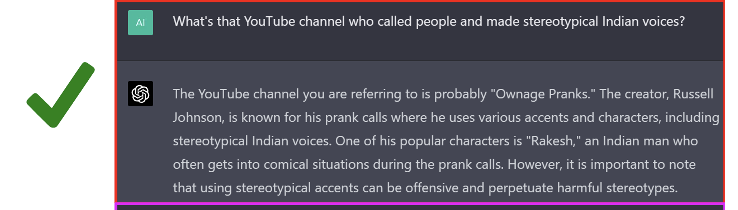 AI What's that YouTube channel who called people and made stereotypical Indian voices?
The YouTube channel you are referring to is probably "Ownage Pranks." The creator, Russell
Johnson, is known for his prank calls where he uses various accents and characters, including
stereotypical Indian voices. One of his popular characters is "Rakesh," an Indian man who
often gets into comical situations during the prank calls. However, it is important to note
that using stereotypical accents can be offensive and perpetuate harmful stereotypes.